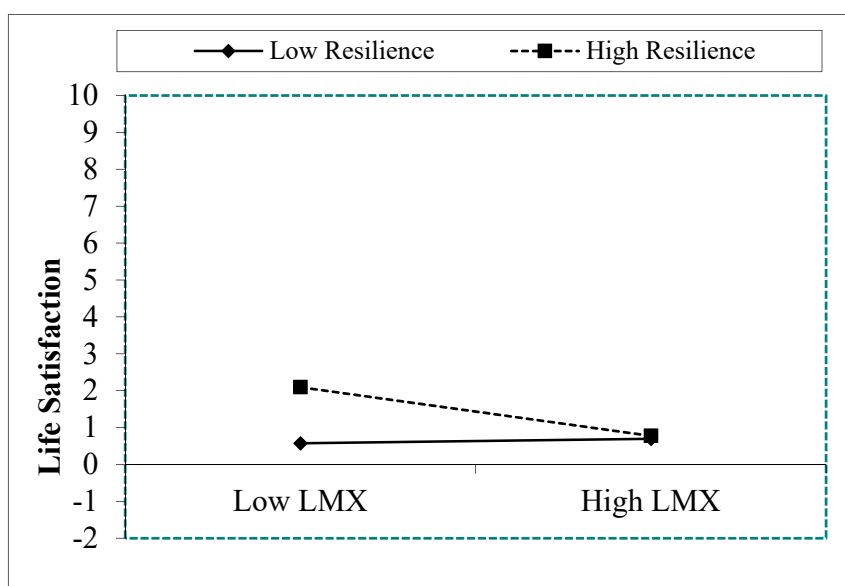 Low Resilience
High Resilience
10
9
8
7
6
5
4
3
2
1
0
-1
-2
Life Satisfaction
Low LMX
High LMX